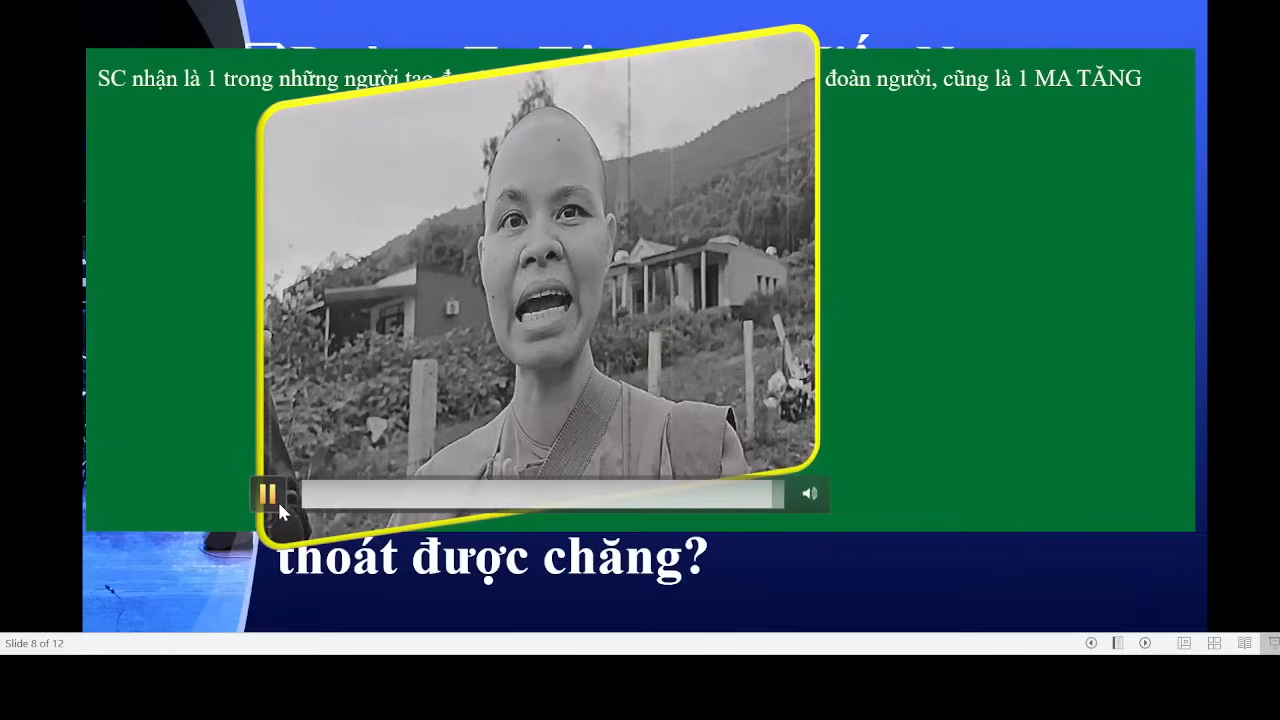 SC nhận là 1 trong những người tạo
đoàn người, cũng là 1 MA TĂNG
thoát được chăng?
Slide 8 of 12